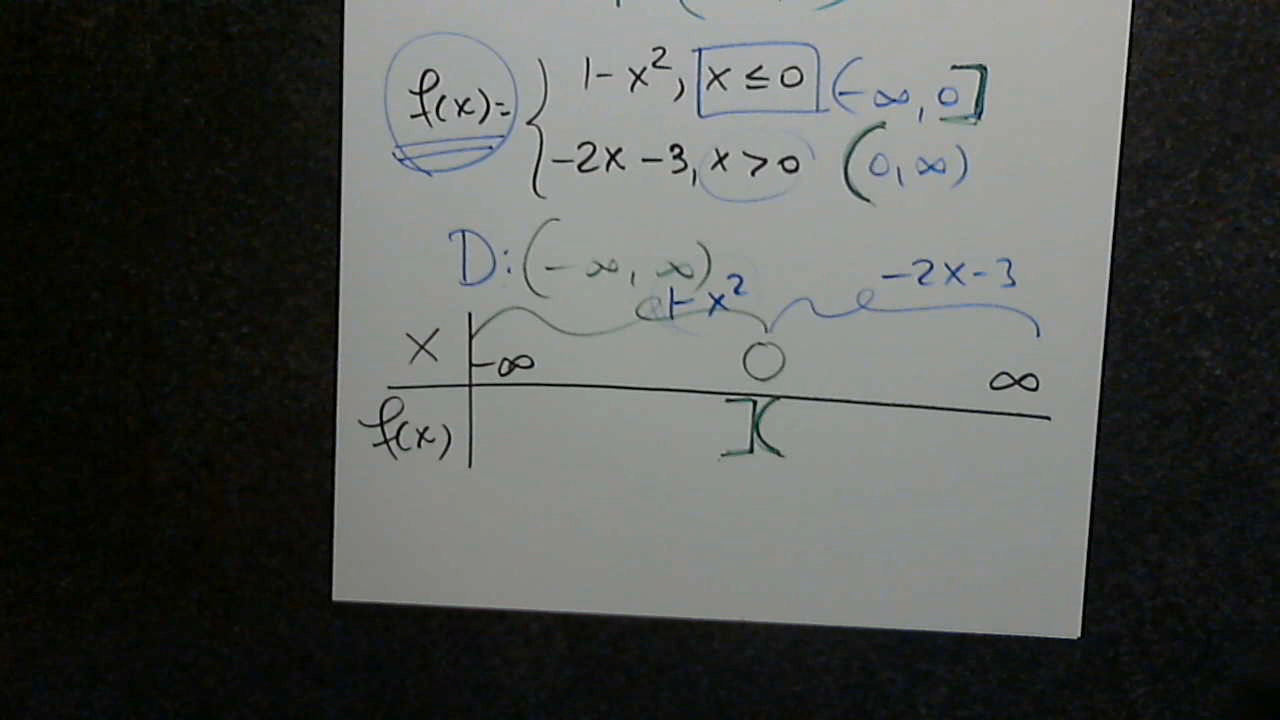 f(x)= { 1-x², x≤0 (-∞, 0]
-2x-3, x>0 (0, ∞)
D: (-∞, ∞)
1-x² -2x-3
x -∞ 0 ∞
f(x) ] (